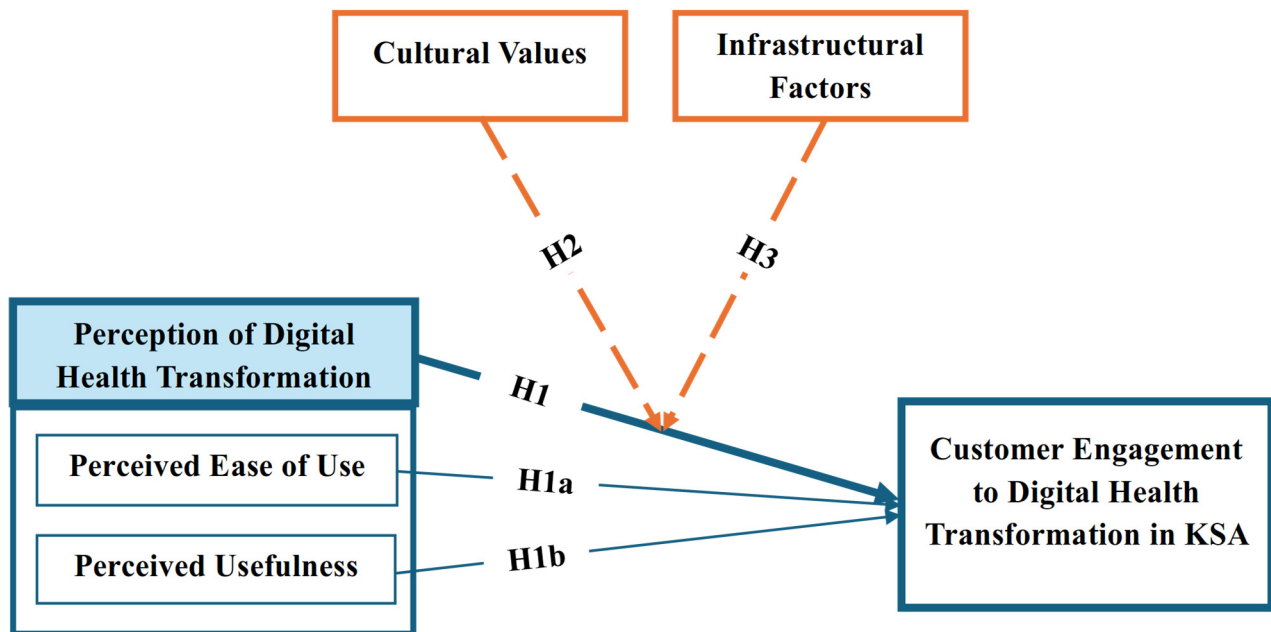 Cultural Values
Infrastructural
Factors
H2
H3
Perception of Digital
Health Transformation
H1
Perceived Ease of Use
H1a
Perceived Usefulness
H1b
Customer Engagement
to Digital Health
Transformation in KSA